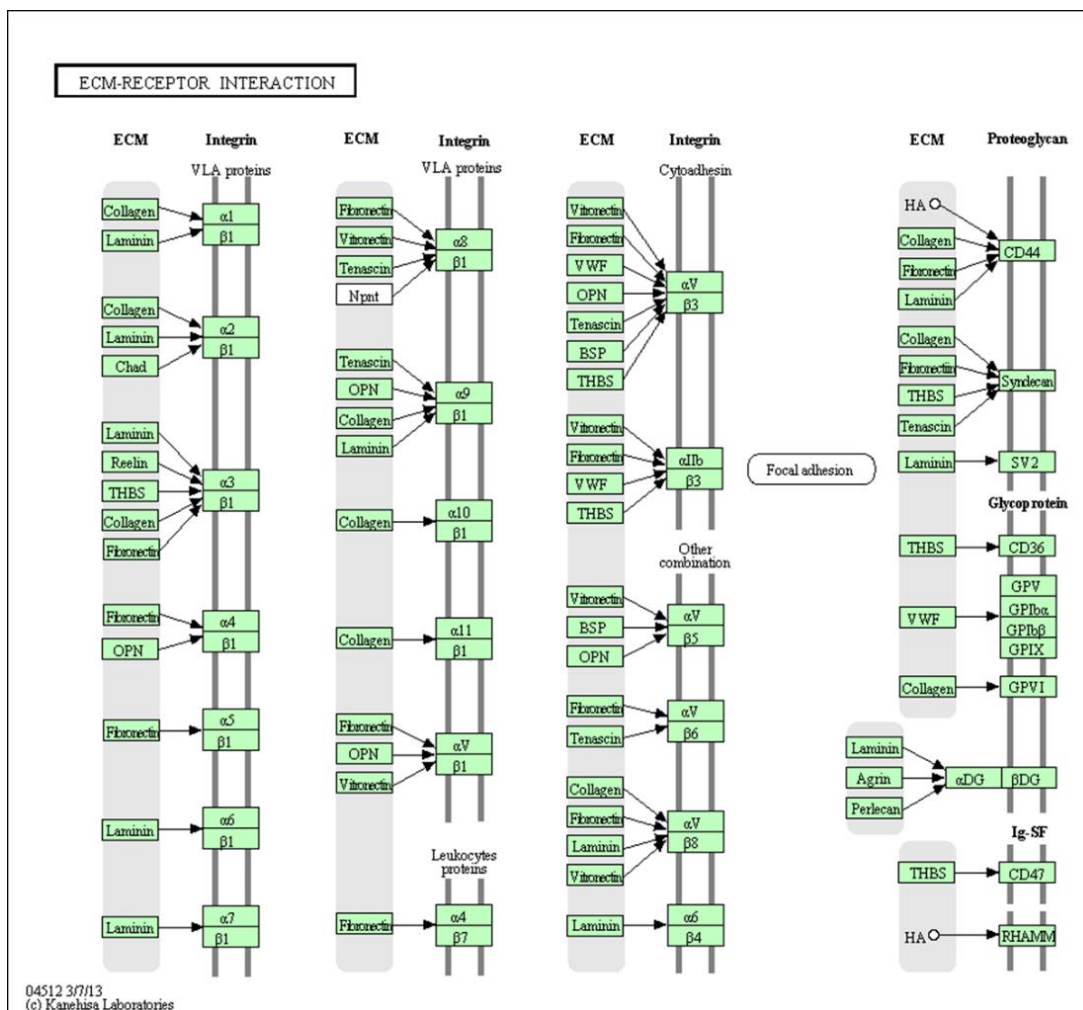 ECM-RECEPTOR INTERACTION
ECM
Integrin
VLA proteins
Collagen
Laminin
α1
β1
Collagen
Laminin
Chad
α2
β1
Laminin
Reelin
THBS
Collagen
Fibronectin
α3
β1
Fibronectin
OPN
α4
β1
Fibronectin
α5
β1
Laminin
α6
β1
Laminin
α7
β1
ECM
Integrin
VLA proteins
Fibronectin
Vitronectin
Tenascin
Npnt
α8
β1
Tenascin
OPN
Collagen
Laminin
α9
β1
Collagen
α10
β1
Collagen
α11
β1
Fibronectin
OPN
Vitronectin
αV
β1
Leukocytes
proteins
Fibronectin
α4
β7
ECM
Integrin
Cytoadhesin
Vitronectin
Fibronectin
VWF
OPN
Tenascin
BSP
THBS
αV
β3
Vitronectin
Fibronectin
VWF
THBS
αIIb
β3
Other
combination
Vitronectin
BSP
OPN
αV
β5
Fibronectin
Tenascin
αV
β6
Collagen
Fibronectin
Laminin
Vitronectin
αV
β8
Laminin
α6
β4
Focal adhesion
ECM
Proteoglycan
HA
Collagen
Fibronectin
Laminin
CD44
Collagen
Fibronectin
THBS
Tenascin
Syndecan
Laminin
SV2
Glycoprotein
THBS
CD36
VWF
GPV
GPIbα
GPIbβ
GPIX
Collagen
GPVI
Laminin
Agrin
Perlecan
αDG
βDG
Ig-SF
THBS
CD47
HA
RHAMM
04512 3/7/13
(c) Kanehisa Laboratories